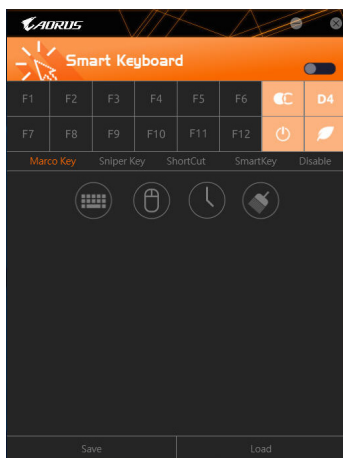 AORUS
Smart Keyboard
F1 F2 F3 F4 F5 F6 D4
F7 F8 F9 F10 F11 F12
Marco Key Sniper Key ShortCut SmartKey Disable
Save Load